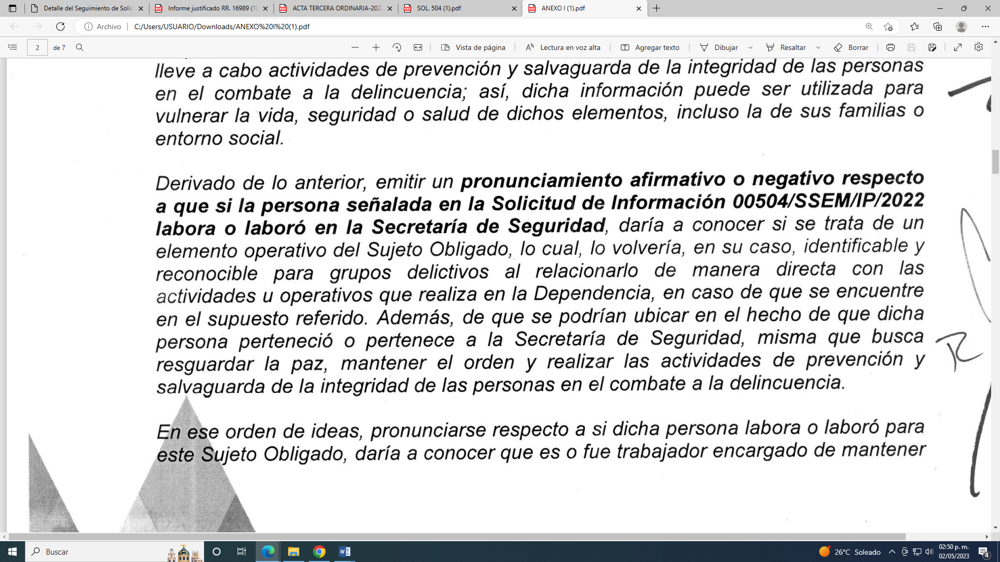 Detalle del Seguimiento de Solic
Informe justificado RR. 16989 (1)
ACTA TERCERA ORDINARIA-202
SOL. 504 (1).pdf
ANEXO I (1).pdf
Archivo
C:/Users/USUARIO/Downloads/ANEXO%20I%20(1).pdf
2 de 7
Vista de página
Lectura en voz alta
Agregar texto
Dibujar
Resaltar
Borrar
lleve a cabo actividades de prevención y salvaguarda de la integridad de las personas
en el combate a la delincuencia; así, dicha información puede ser utilizada para
vulnerar la vida, seguridad o salud de dichos elementos, incluso la de sus familias o
entorno social.
Derivado de lo anterior, emitir un pronunciamiento afirmativo o negativo respecto
a que si la persona señalada en la Solicitud de Información 00504/SSEM/IP/2022
labora o laboró en la Secretaría de Seguridad, daría a conocer si se trata de un
elemento operativo del Sujeto Obligado, lo cual, lo volvería, en su caso, identificable y
reconocible para grupos delictivos al relacionarlo de manera directa con las
actividades u operativos que realiza en la Dependencia, en caso de que se encuentre
en el supuesto referido. Además, de que se podrían ubicar en el hecho de que dicha
persona perteneció o pertenece a la Secretaría de Seguridad, misma que busca
resguardar la paz, mantener el orden y realizar las actividades de prevención y
salvaguarda de la integridad de las personas en el combate a la delincuencia.
En ese orden de ideas, pronunciarse respecto a si dicha persona labora o laboró para
este Sujeto Obligado, daría a conocer que es o fue trabajador encargado de mantener
Buscar
26°C Soleado
02:50 p. m.
02/05/2023
4